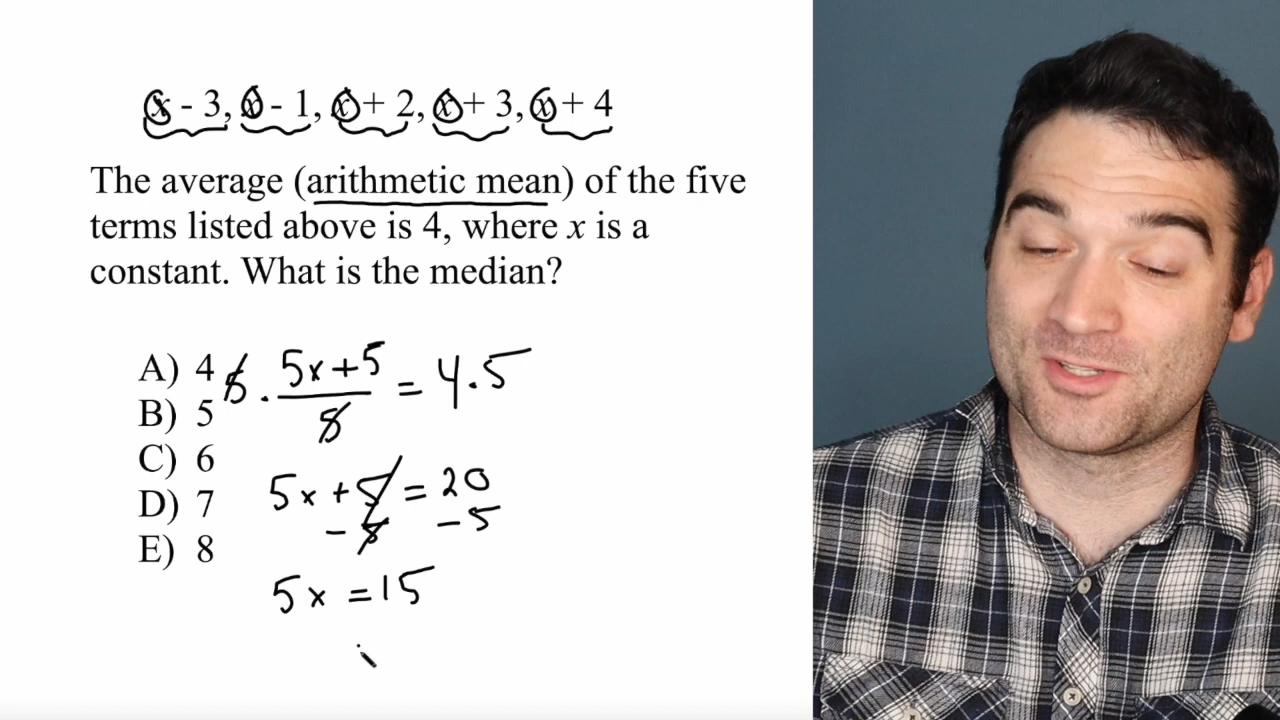 x - 3, x - 1, x + 2, x + 3, x + 4
The average (arithmetic mean) of the five
terms listed above is 4, where x is a
constant. What is the median?
A) 4
B) 5
C) 6
D) 7
E) 8
5 · (5x + 5)/5 = 4 · 5
5x + 5 = 20
- 5 - 5
5x = 15